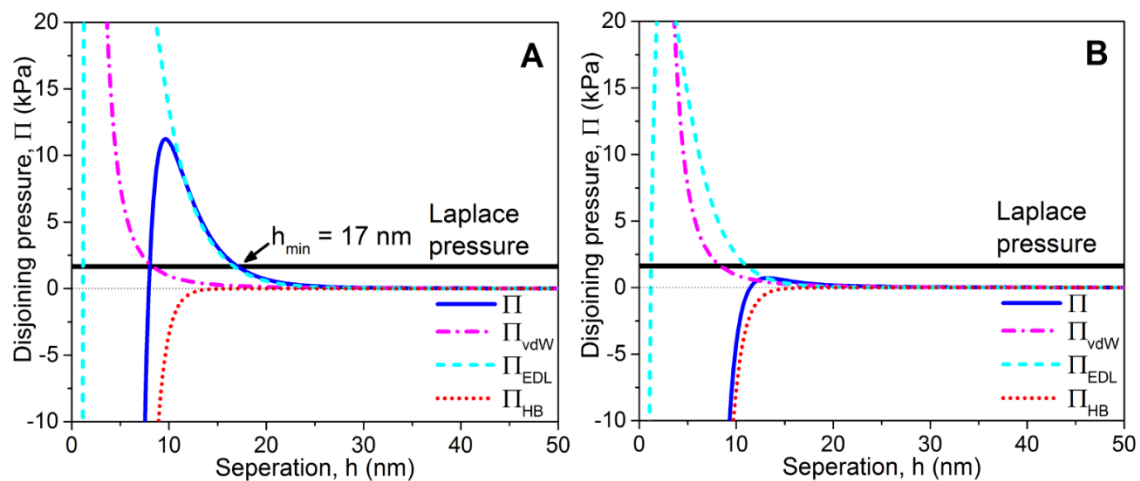 A
20
15
10
5
0
-5
-10
Disjoining pressure, Π (kPa)
Laplace
pressure
h_min = 17 nm
Π
Π_vdW
Π_EDL
Π_HB
0 10 20 30 40 50
Seperation, h (nm)
B
20
15
10
5
0
-5
-10
Disjoining pressure, Π (kPa)
Laplace
pressure
Π
Π_vdW
Π_EDL
Π_HB
0 10 20 30 40 50
Seperation, h (nm)